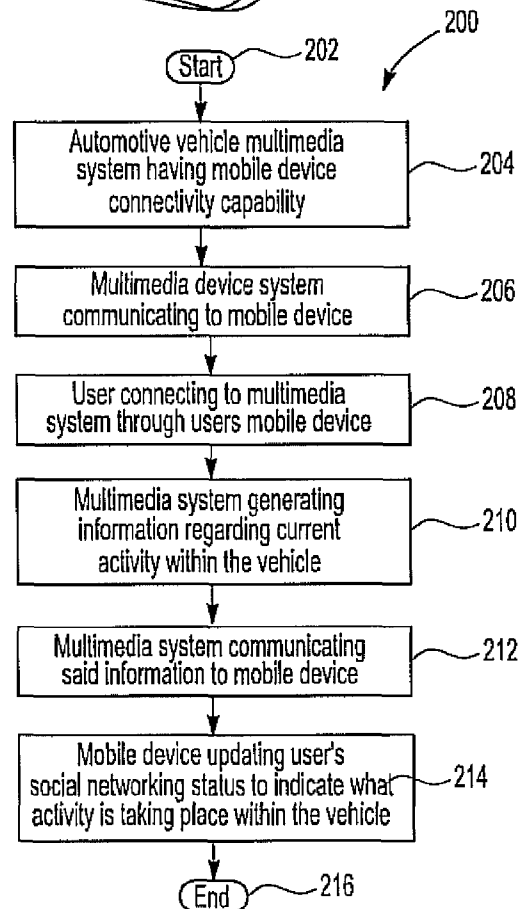 200
Start
202
Automotive vehicle multimedia
system having mobile device
connectivity capability
204
Multimedia device system
communicating to mobile device
206
User connecting to multimedia
system through users mobile device
208
Multimedia system generating
information regarding current
activity within the vehicle
210
Multimedia system communicating
said information to mobile device
212
Mobile device updating user's
social networking status to indicate what
activity is taking place within the vehicle
214
End
216